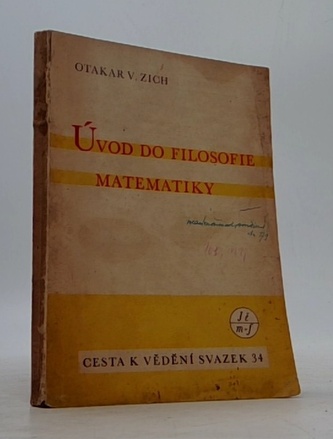 OTAKAR V. ZICH
ÚVOD DO FILOSOFIE
MATEMATIKY
CESTA K VĚDĚNÍ SVAZEK 34